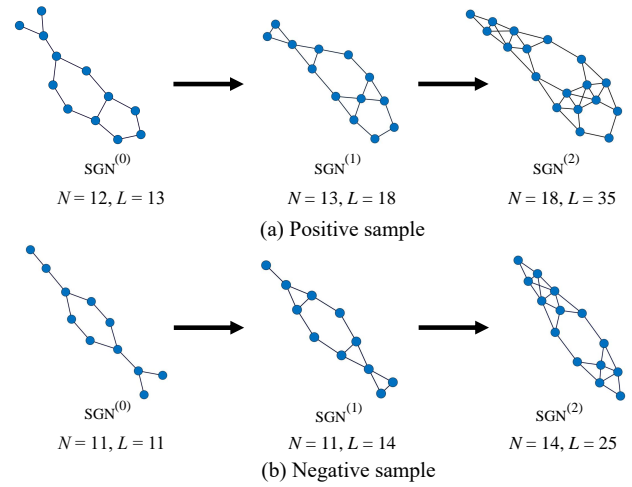 SGN(0) SGN(1) SGN(2)
N = 12, L = 13 N = 13, L = 18 N = 18, L = 35
(a) Positive sample
SGN(0) SGN(1) SGN(2)
N = 11, L = 11 N = 11, L = 14 N = 14, L = 25
(b) Negative sample